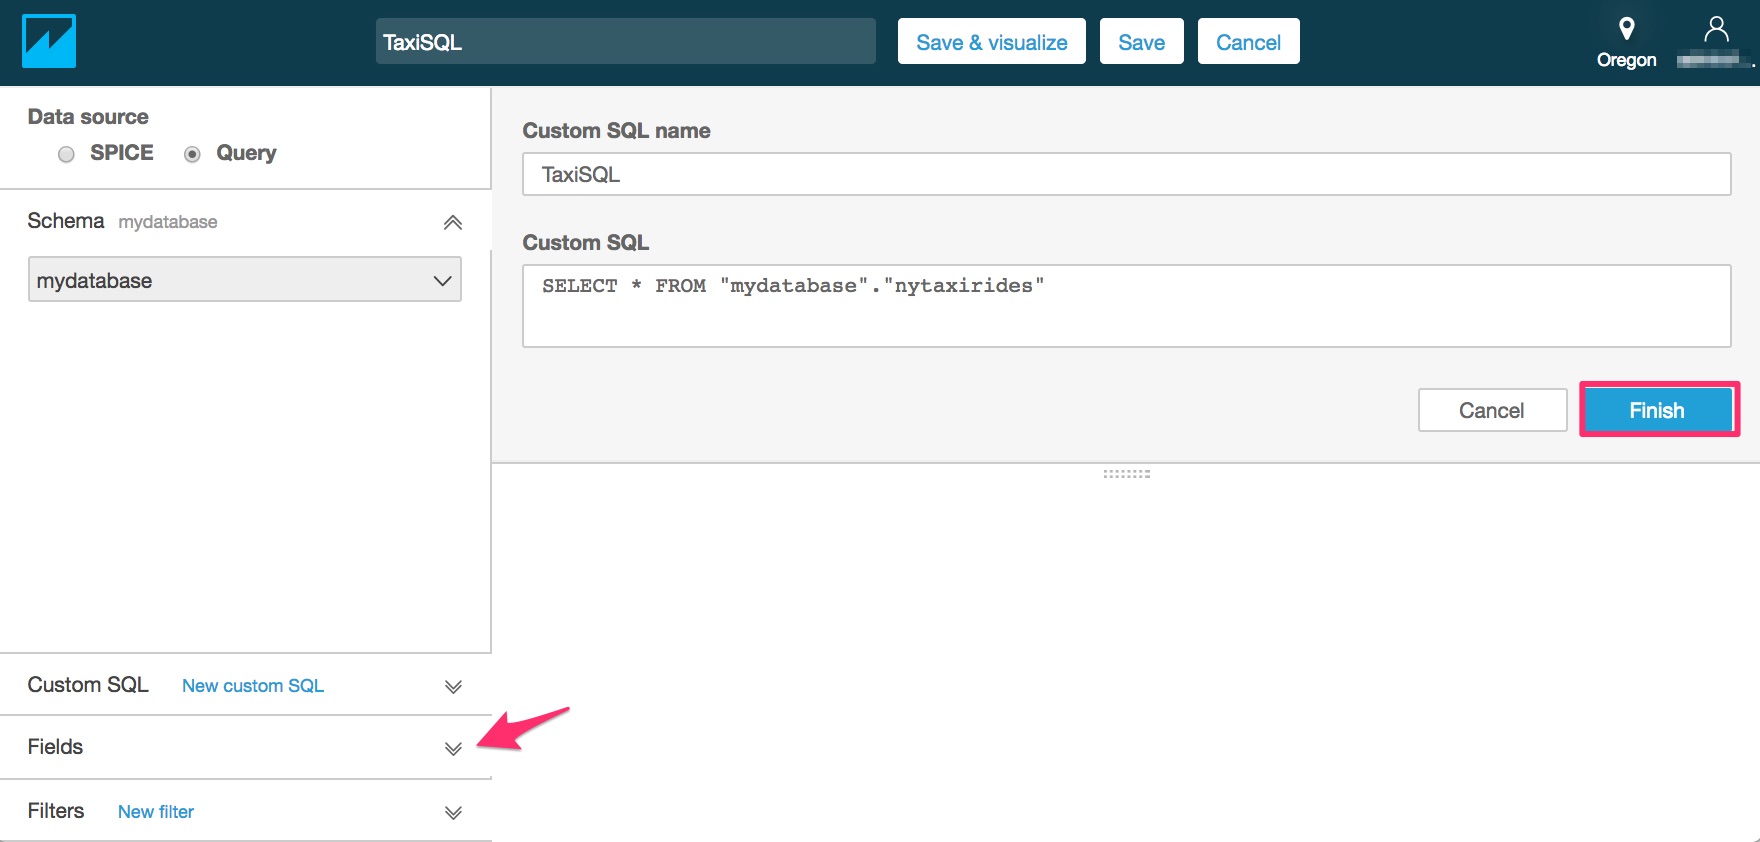 TaxiSQL
Save & visualize
Save
Cancel
Oregon
Data source
SPICE
Query
Schema mydatabase
mydatabase
Custom SQL New custom SQL
Fields
Filters New filter
Custom SQL name
TaxiSQL
Custom SQL
SELECT * FROM "mydatabase"."nytaxirides"
Cancel
Finish